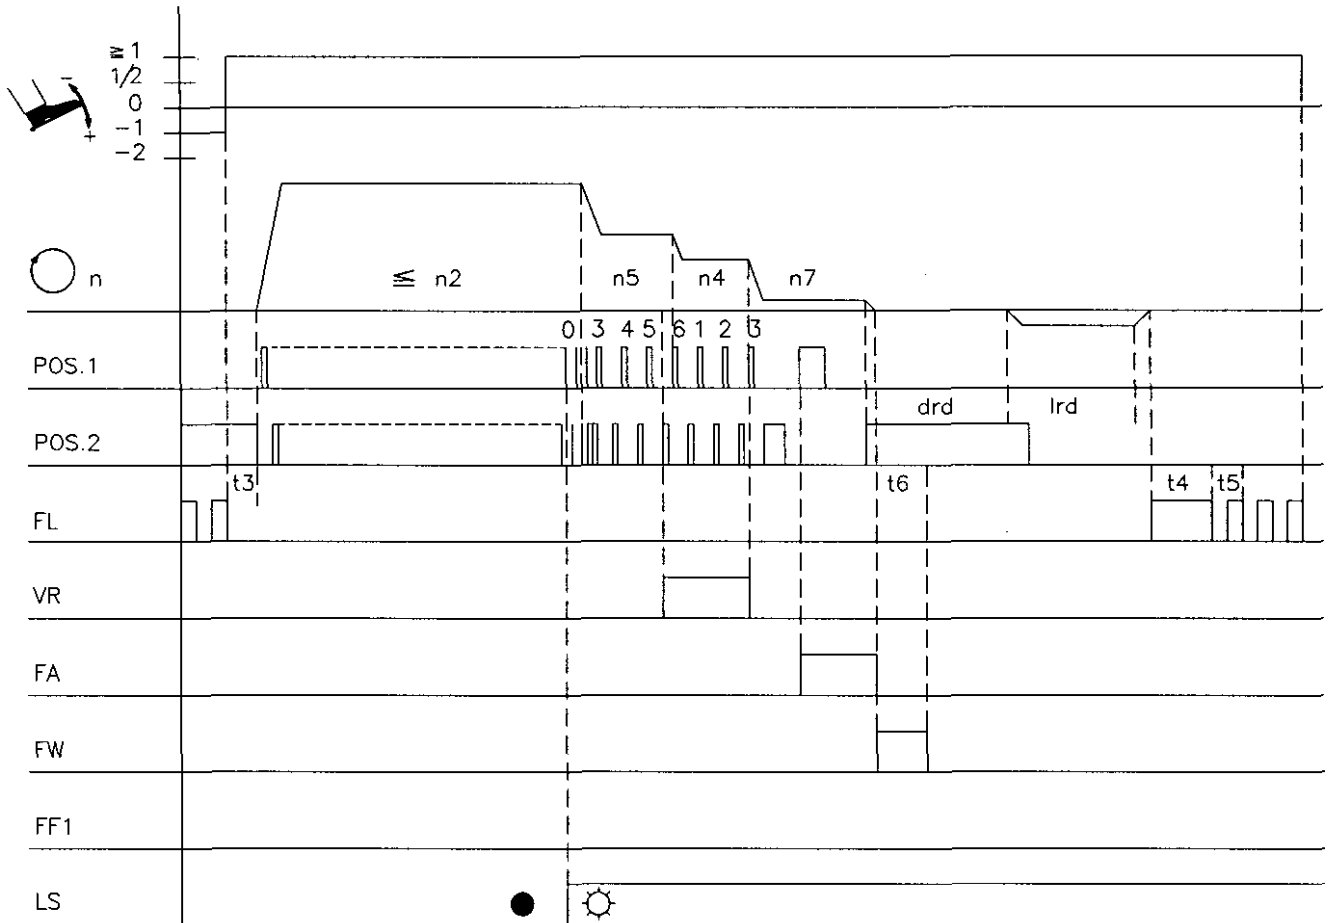 ≧ 1
1/2
0
-1
-2
-
+
n
≦ n2
n5
n4
n7
0 3 4 5 6 1 2 3
POS.1
drd
lrd
POS.2
t3
t6
t4
t5
FL
VR
FA
FW
FF1
LS